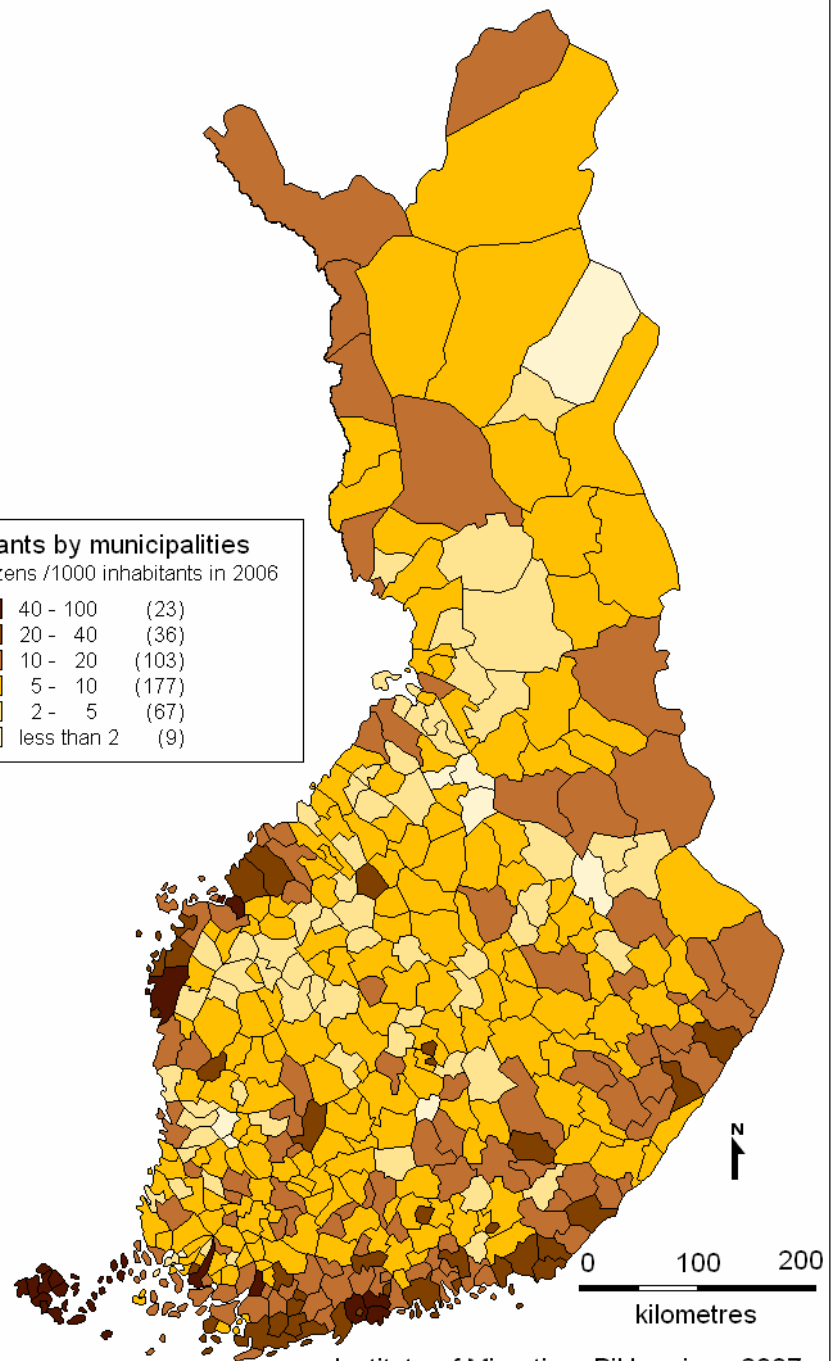 ants by municipalities
zens /1000 inhabitants in 2006
40 - 100 (23)
20 - 40 (36)
10 - 20 (103)
5 - 10 (177)
2 - 5 (67)
less than 2 (9)
N
0 100 200
kilometres